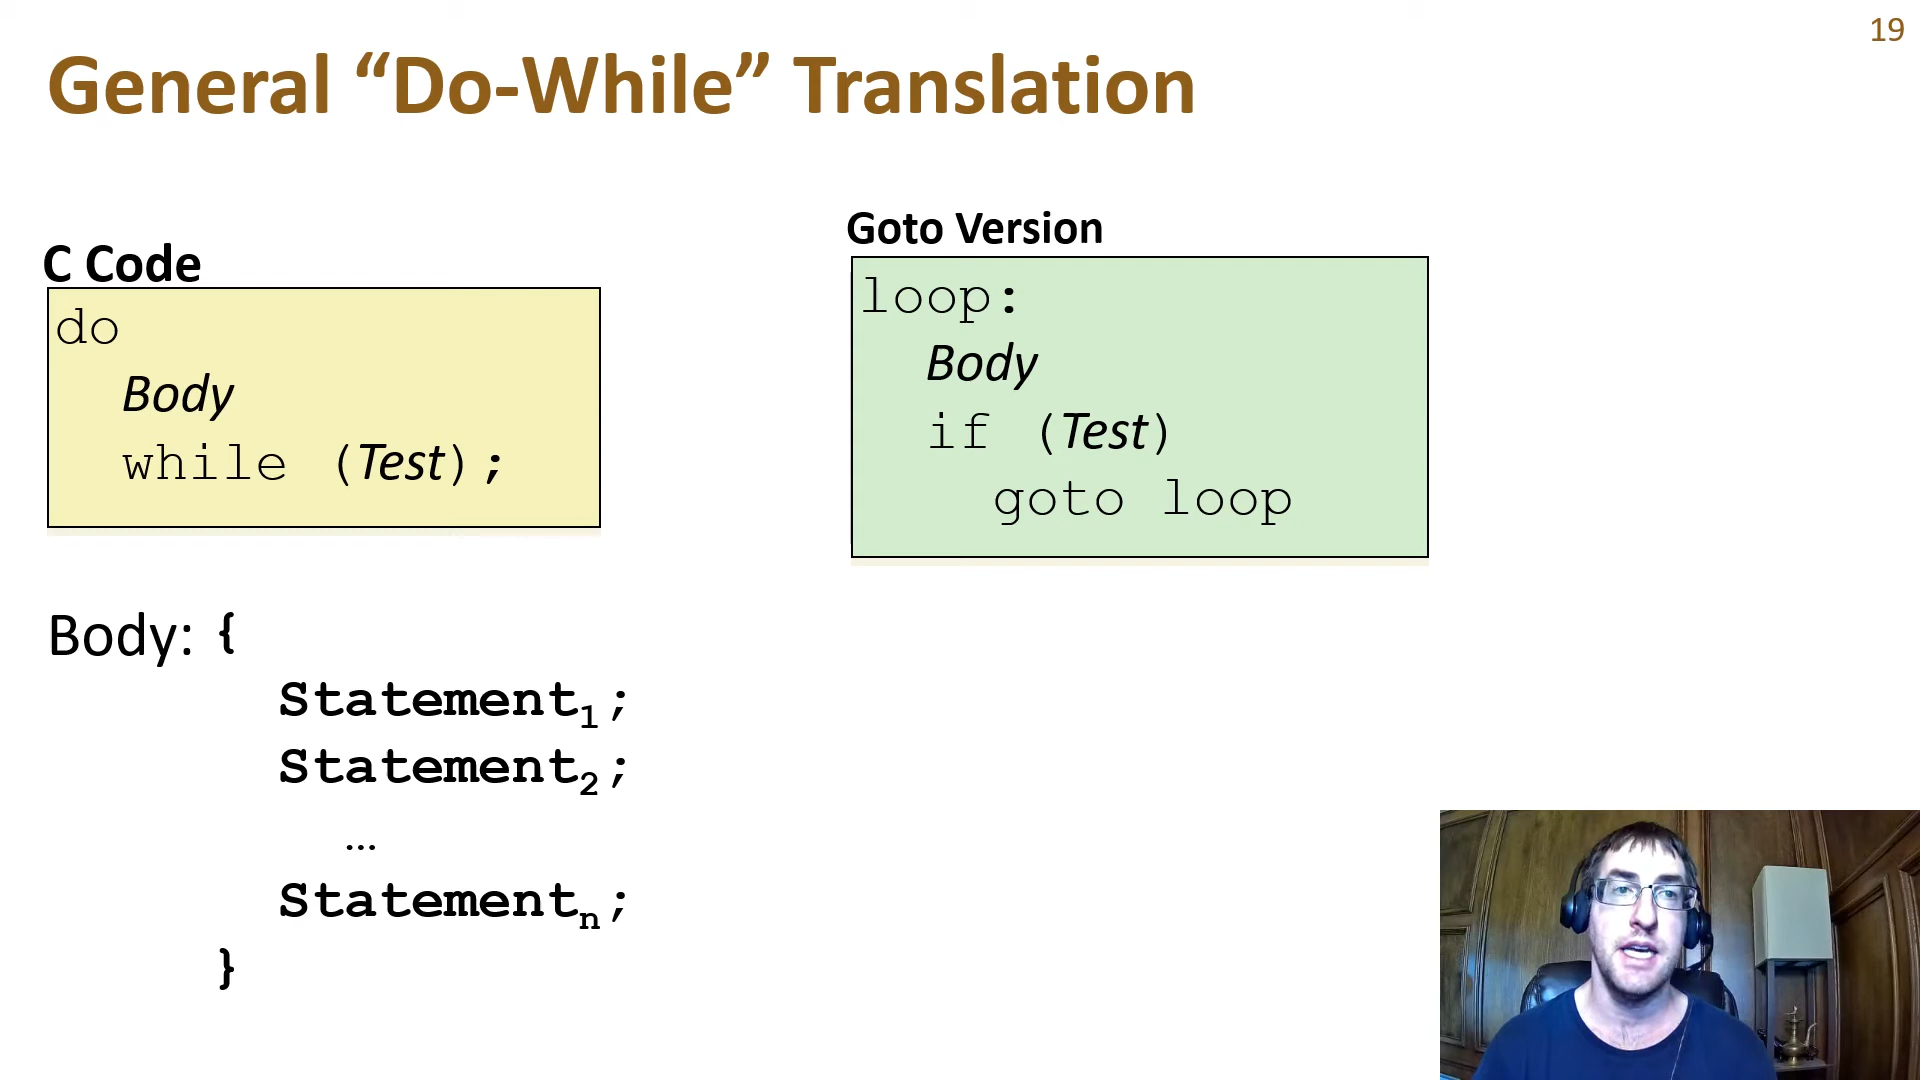 19
General “Do-While” Translation
C Code
do
Body
while (Test);
Goto Version
loop:
Body
if (Test)
goto loop
Body: {
Statement1;
Statement2;
…
Statementn;
}